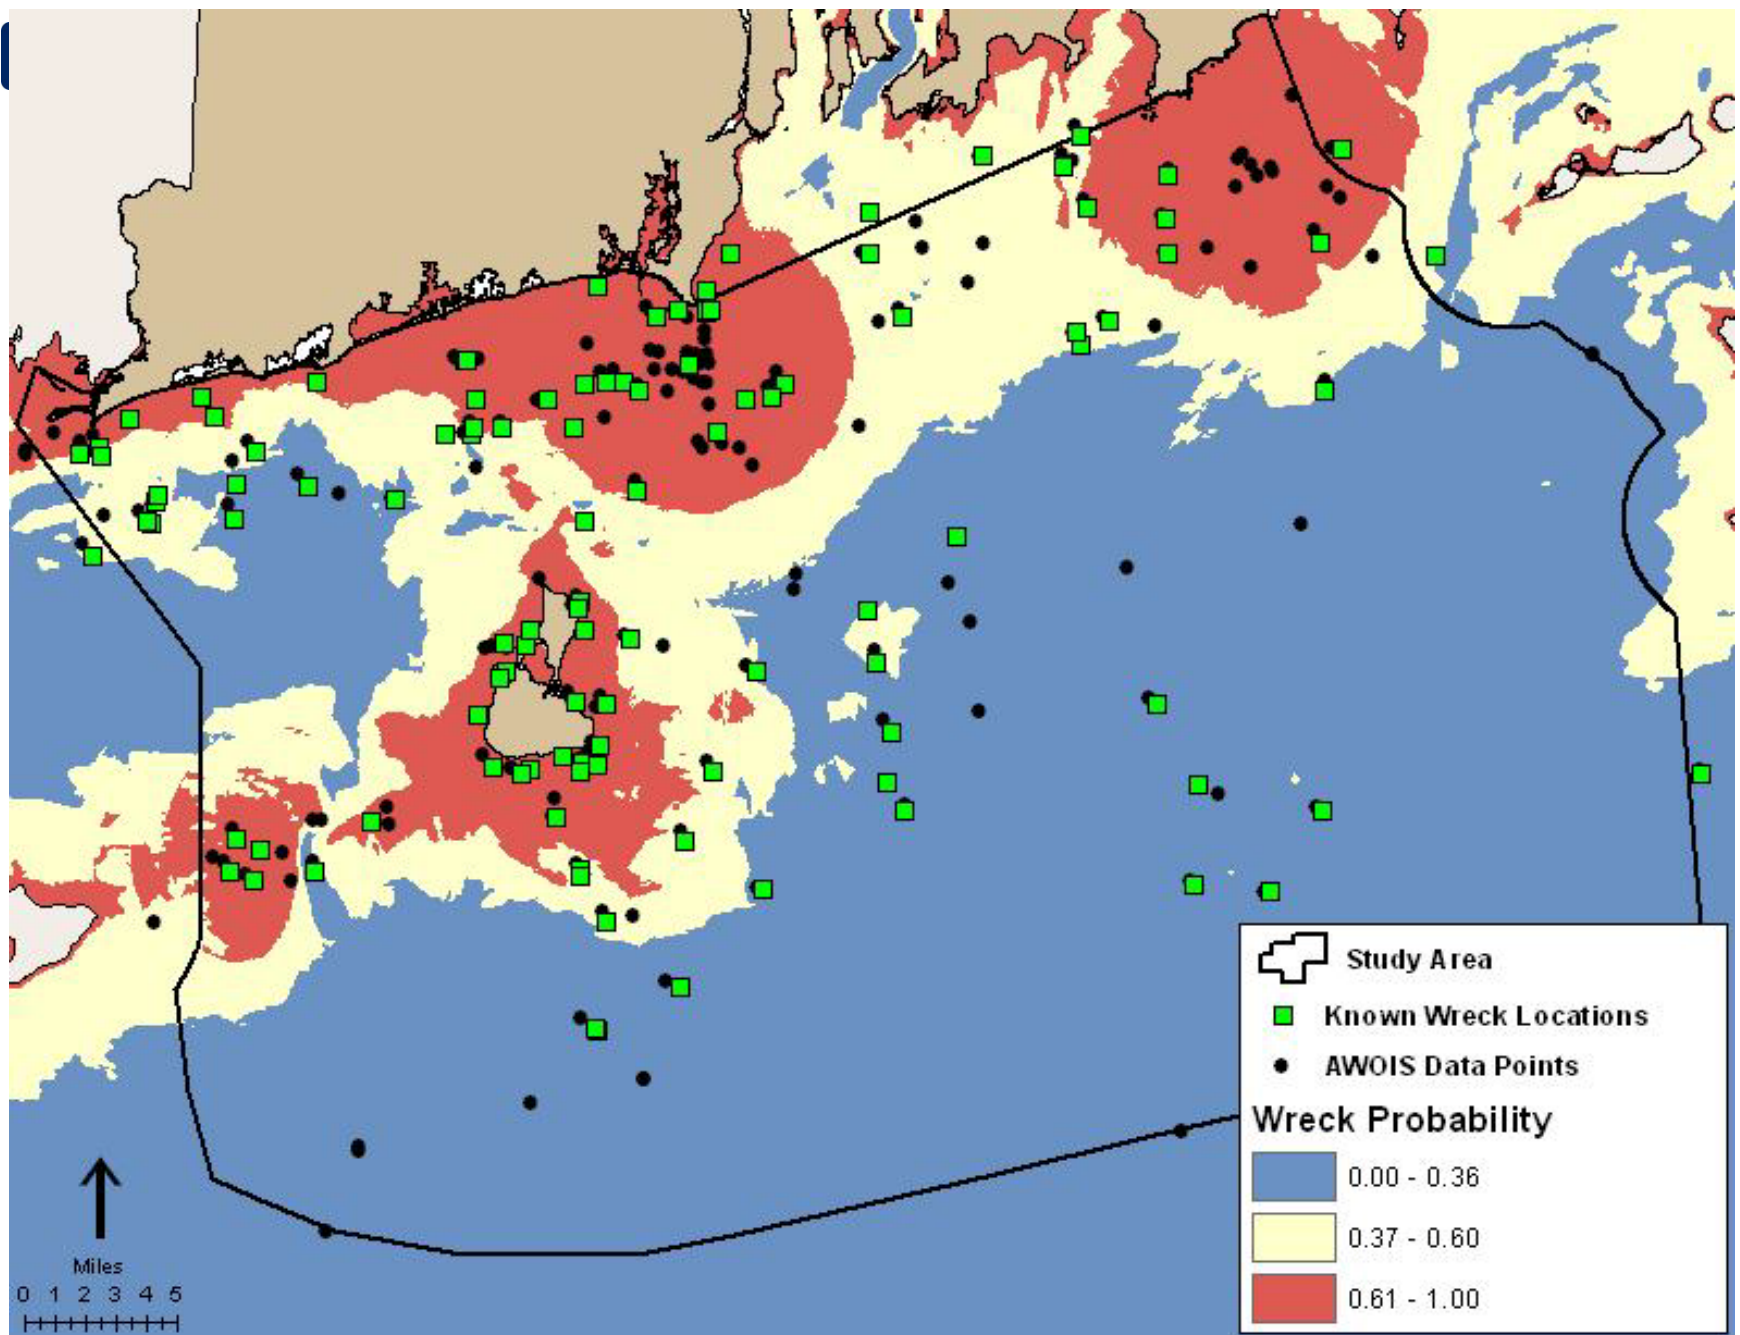 Study Area
Known Wreck Locations
AWOIS Data Points
Wreck Probability
0.00 - 0.36
0.37 - 0.60
0.61 - 1.00
Miles
0 1 2 3 4 5